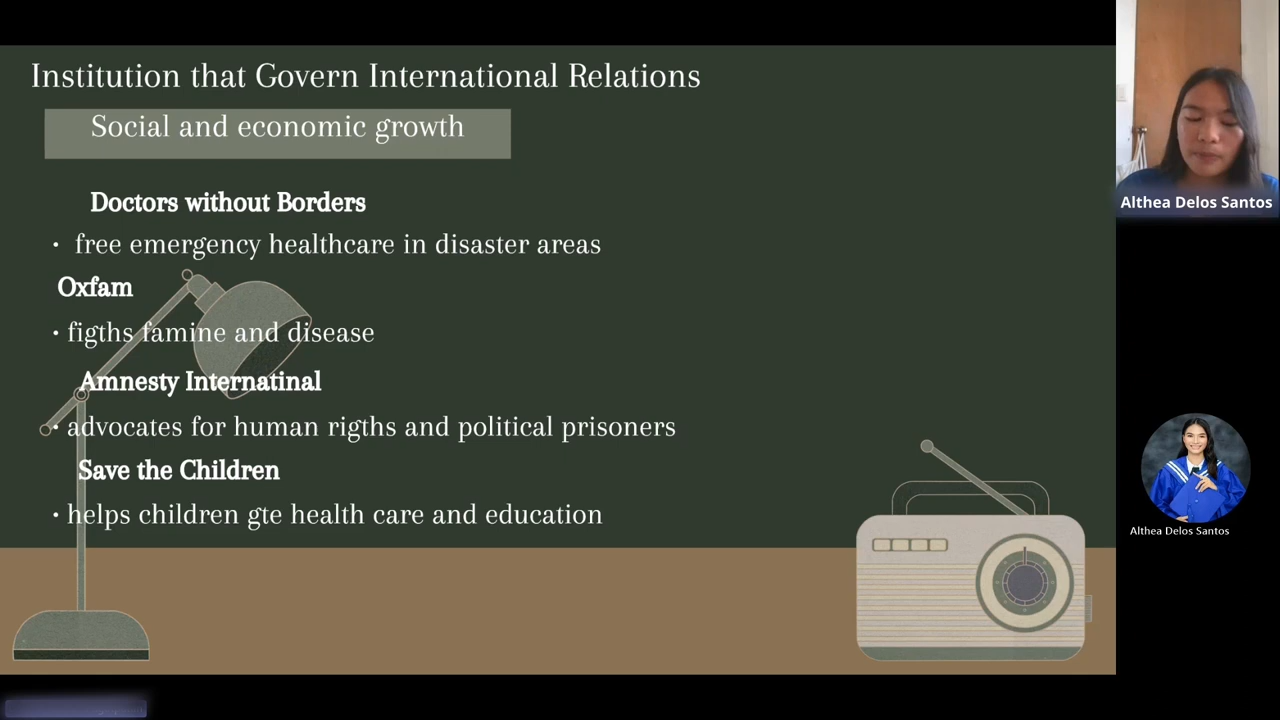 Institution that Govern International Relations
Social and economic growth
Doctors without Borders
• free emergency healthcare in disaster areas
Oxfam
• figths famine and disease
Amnesty Internatinal
• advocates for human rigths and political prisoners
Save the Children
• helps children gte health care and education
Althea Delos Santos
Althea Delos Santos